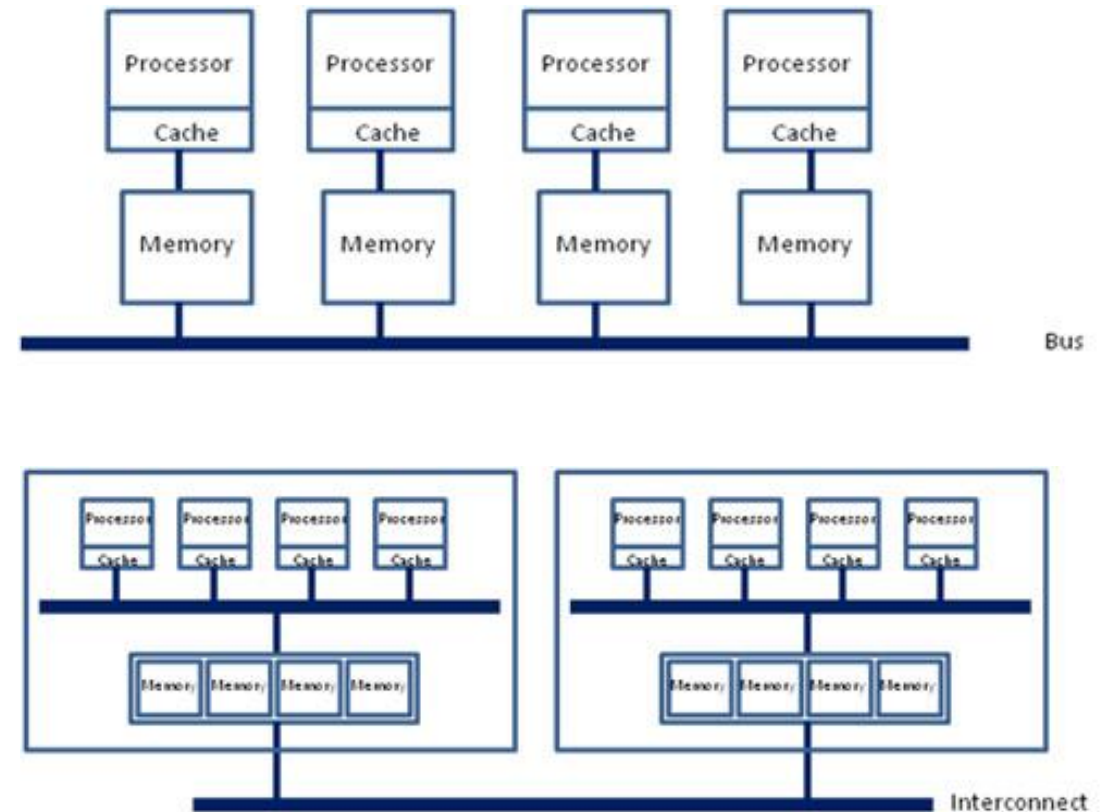 Processor Processor Processor Processor
Cache Cache Cache Cache
Memory Memory Memory Memory
Bus
Processor Processor Processor Processor Processor Processor Processor Processor
Cache Cache Cache Cache Cache Cache Cache Cache
Memory Memory Memory Memory Memory Memory Memory Memory
Interconnect